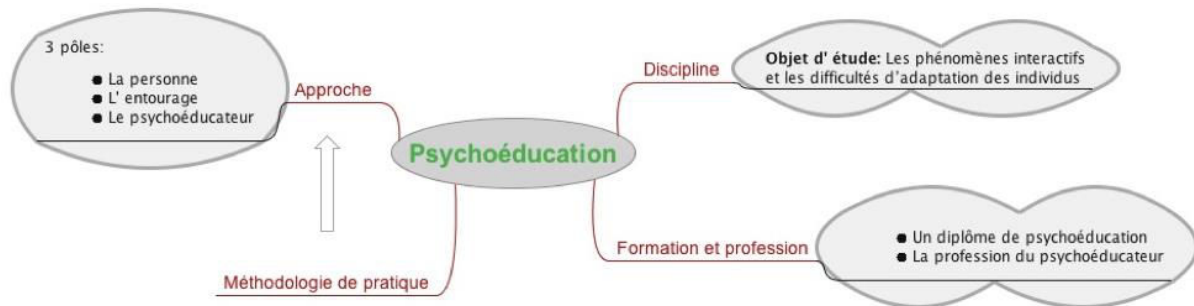 3 pôles:
● La personne
● L' entourage
● Le psychoéducateur
Approche
Discipline
Objet d' étude: Les phénomènes interactifs
et les difficultés d'adaptation des individus
Psychoéducation
Formation et profession
● Un diplôme de psychoéducation
● La profession du psychoéducateur
Méthodologie de pratique